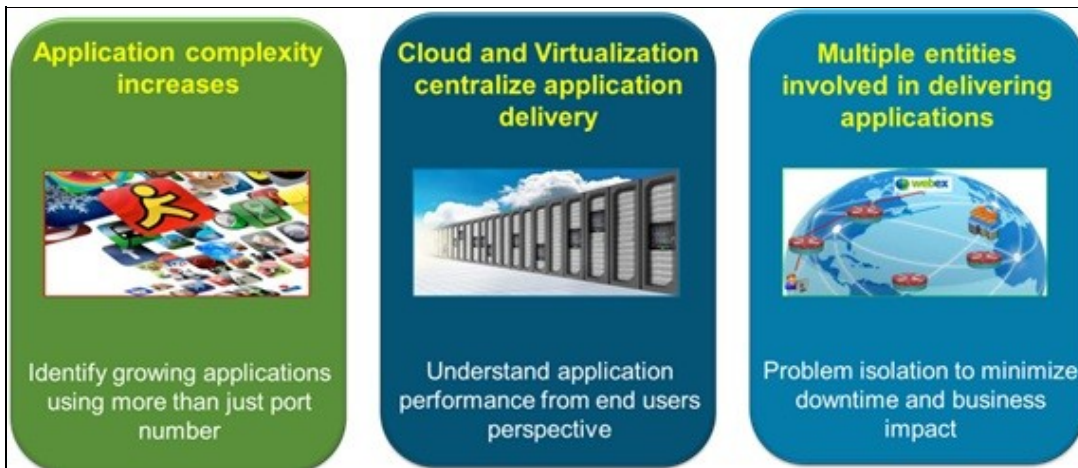 Application complexity
increases
Identify growing applications
using more than just port
number
Cloud and Virtualization
centralize application
delivery
Understand application
performance from end users
perspective
Multiple entities
involved in delivering
applications
webex
Problem isolation to minimize
downtime and business
impact